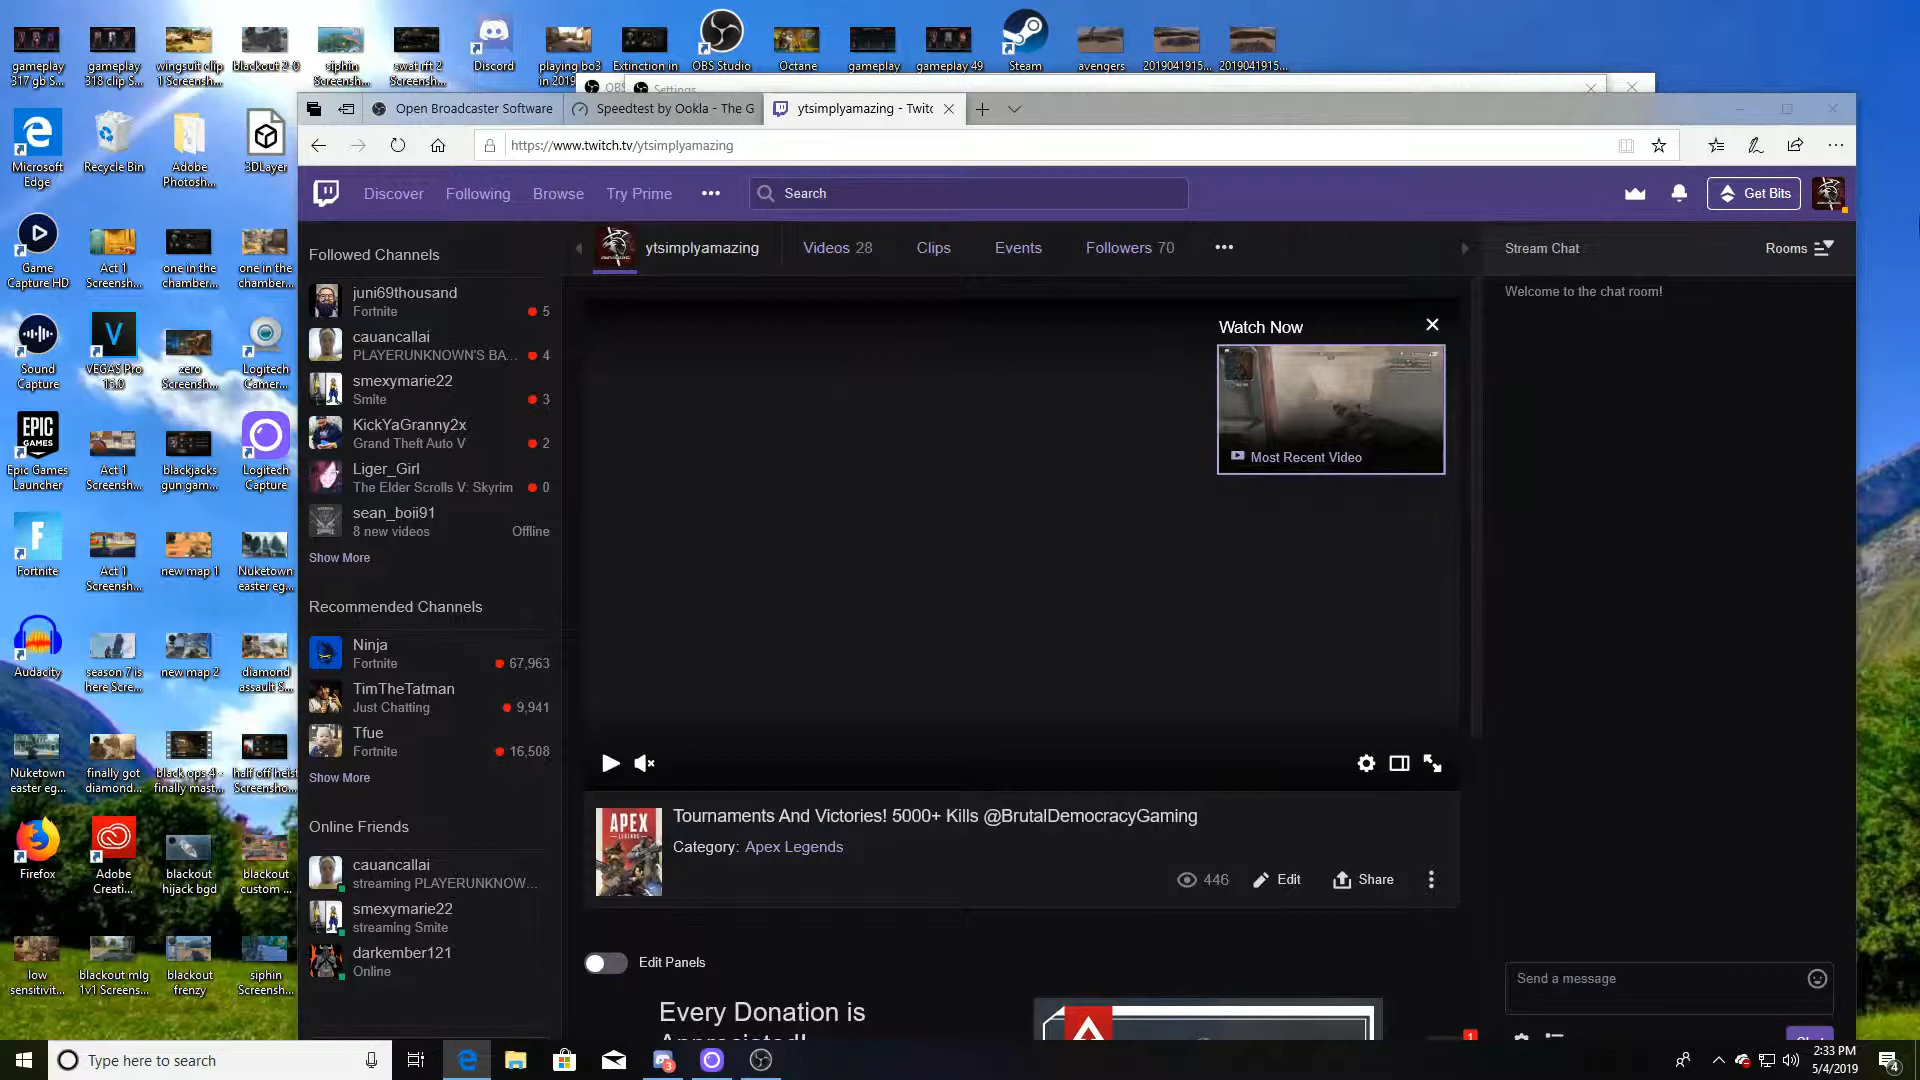 gameplay
317 gb S...
gameplay
318 clip S...
wingsuit clip
1 Screensh...
blackout 2-0
siphin
Screensh...
swat rft 2
Screensh...
Discord
playing bo3
in 2019
Extinction in
OBS Studio
Octane
gameplay
gameplay 49
Steam
avengers
2019041915...
2019041915...
OBS
Settings
Open Broadcaster Software
Speedtest by Ookla - The G
ytsimplyamazing - Twitc
https://www.twitch.tv/ytsimplyamazing
Discover
Following
Browse
Try Prime
Search
Get Bits
Followed Channels
juni69thousand
Fortnite
5
cauancallai
PLAYERUNKNOWN'S BA...
4
smexymarie22
Smite
3
KickYaGranny2x
Grand Theft Auto V
2
Liger_Girl
The Elder Scrolls V: Skyrim
0
sean_boii91
8 new videos
Offline
Show More
Recommended Channels
Ninja
Fortnite
67,963
TimTheTatman
Just Chatting
9,941
Tfue
Fortnite
16,508
Show More
Online Friends
cauancallai
streaming PLAYERUNKNOW...
smexymarie22
streaming Smite
darkember121
Online
ytsimplyamazing
Videos 28
Clips
Events
Followers 70
Watch Now
Most Recent Video
APEX
Tournaments And Victories! 5000+ Kills @BrutalDemocracyGaming
Category: Apex Legends
446
Edit
Share
Edit Panels
Every Donation is
Appreciated!
Stream Chat
Rooms
Welcome to the chat room!
Send a message
Chat
1
Microsoft
Edge
Recycle Bin
Adobe
Photosh...
3DLayer
Game
Capture HD
Act 1
Screensh...
one in the
chamber...
one in the
chamber...
Sound
Capture
VEGAS Pro
15.0
zero
Screensh...
Logitech
Camer...
EPIC
GAMES
Epic Games
Launcher
Act 1
Screensh...
blackjacks
gun gam...
Logitech
Capture
Fortnite
Act 1
Screensh...
new map 1
Nuketown
easter eg...
Audacity
season 7 is
here Scre...
new map 2
diamond
assault S...
Nuketown
easter eg...
finally got
diamond...
black ops 4 -
finally mast...
half off heist
Screensho...
Firefox
Adobe
Creati...
blackout
hijack bgd
blackout
custom ...
low
sensitivit...
blackout mlg
1v1 Screens...
blackout
frenzy
siphin
Screensh...
Type here to search
3
2:33 PM
5/4/2019
4